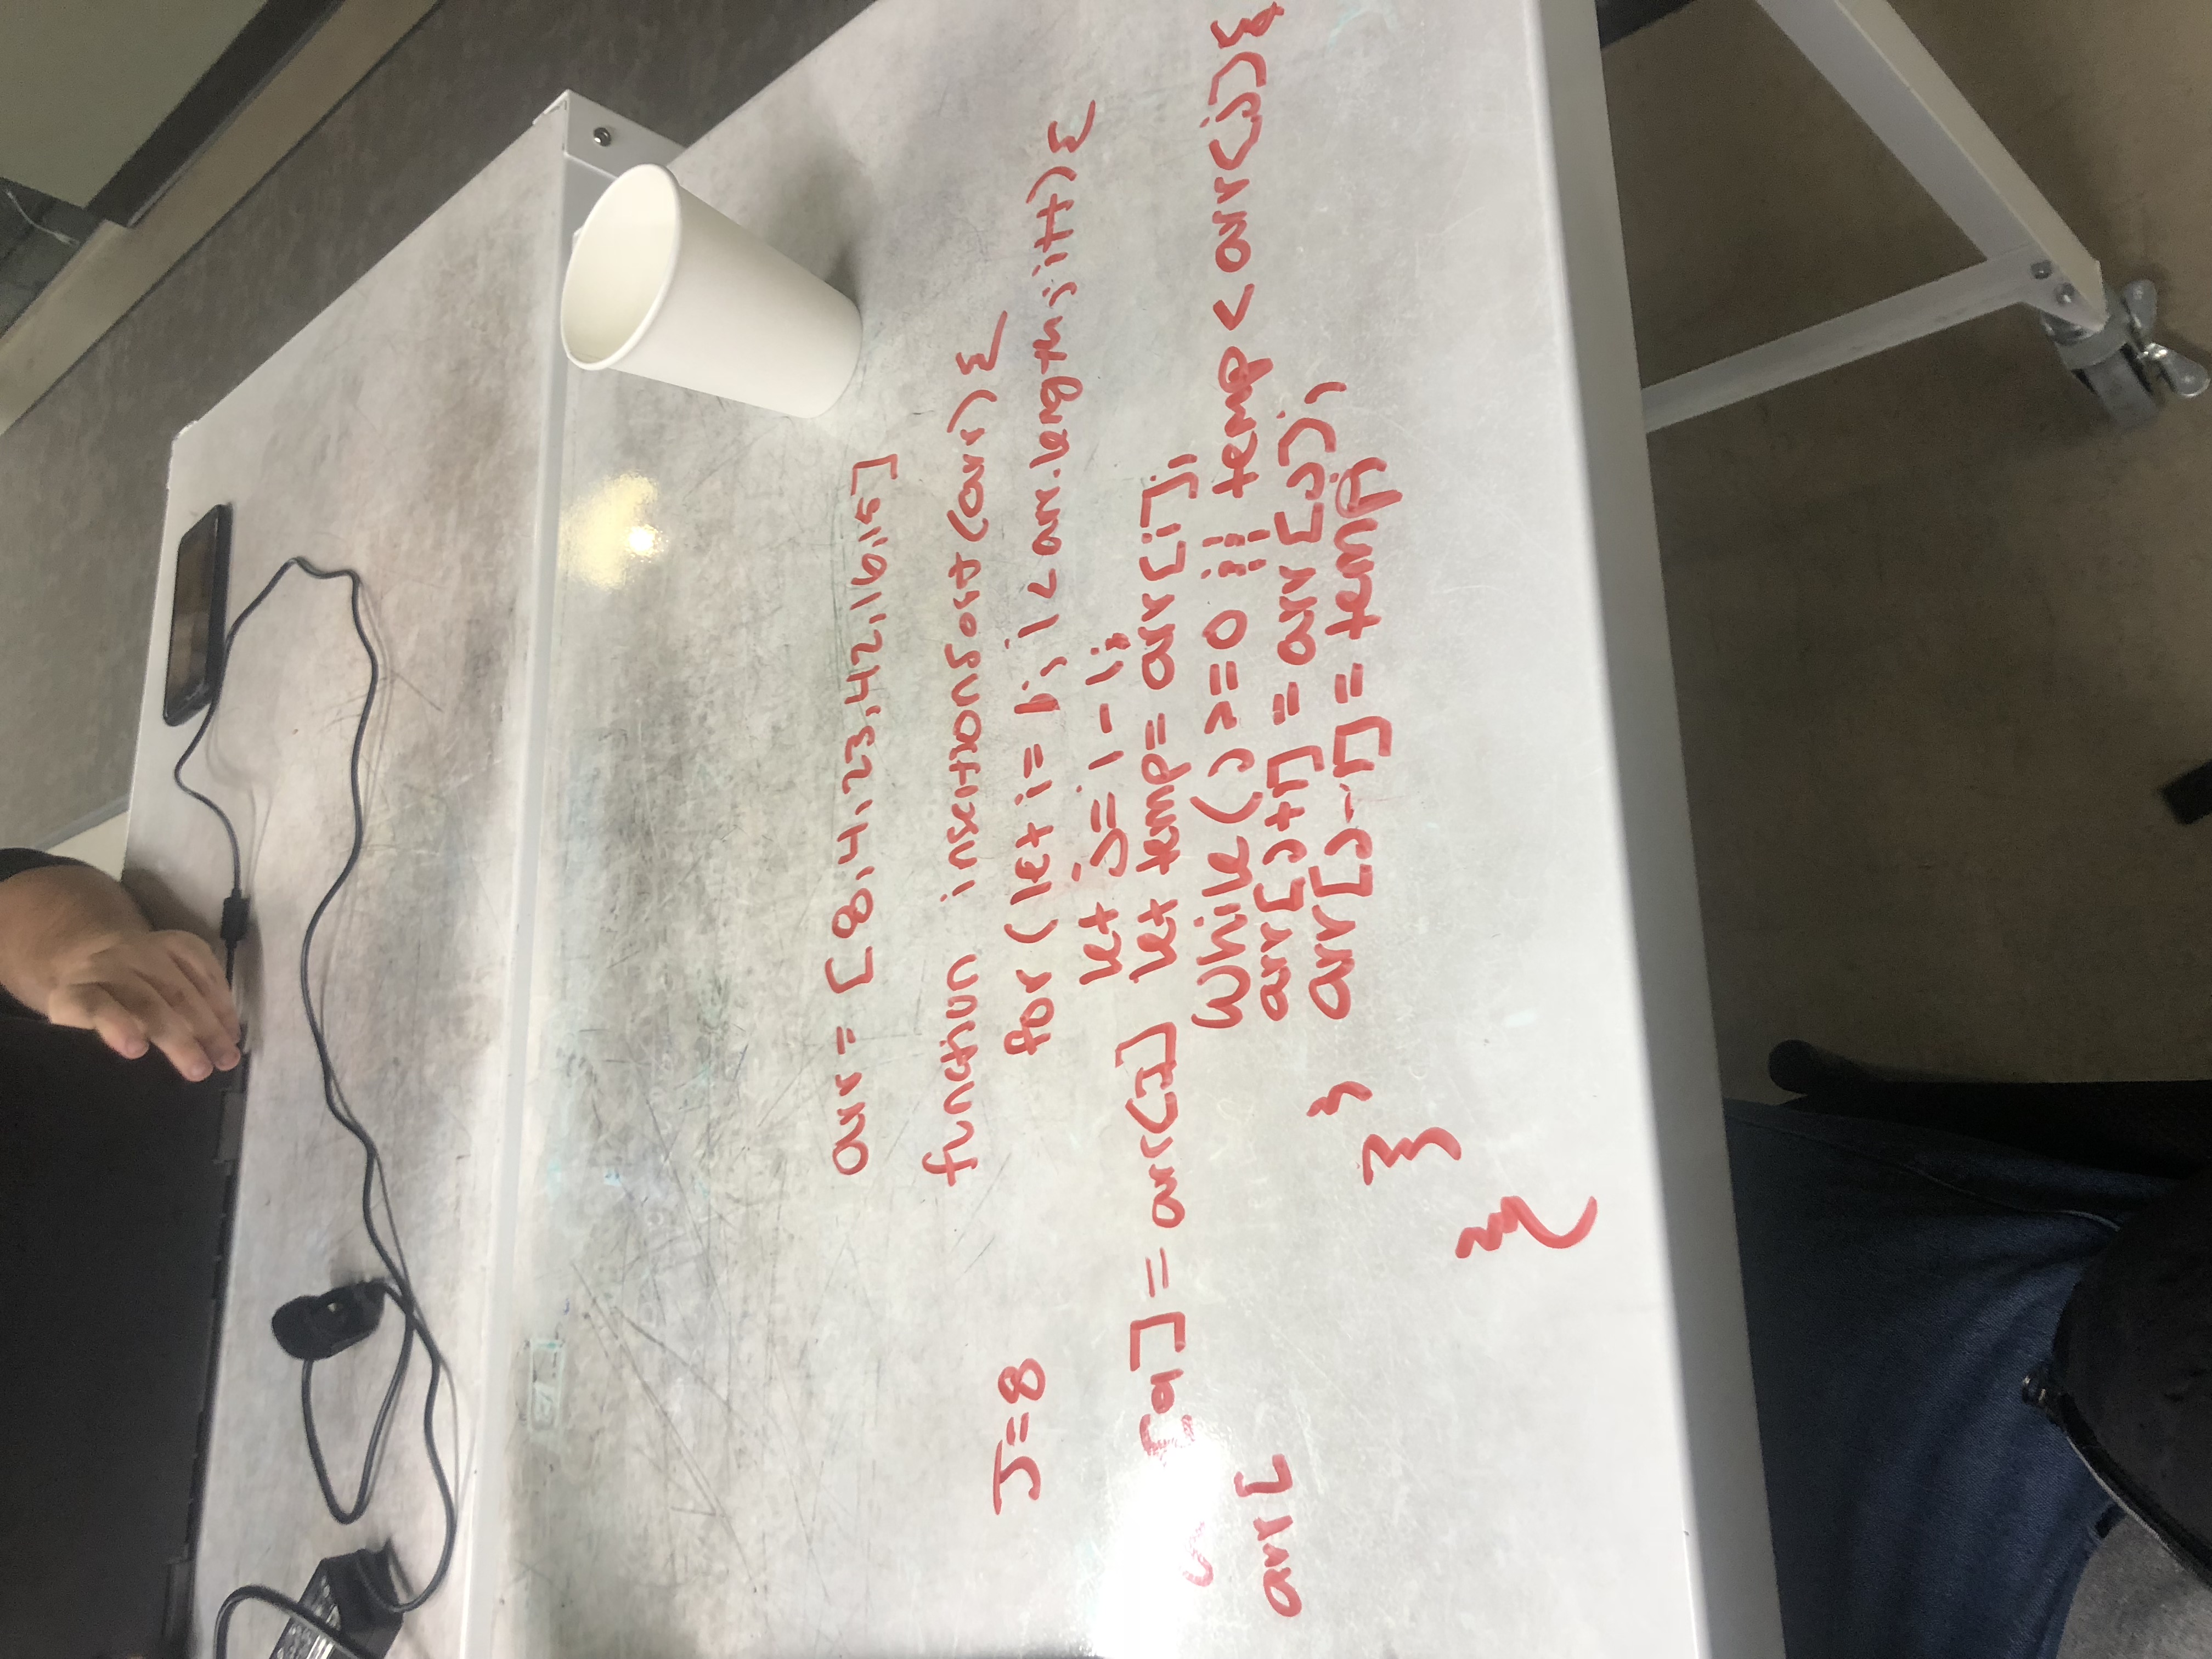 arr = [8,4,23,42,16,15]
function insertionSort(arr){
J=8
for (let i= 1; i < arr.length; i++){
let j= i - 1;
[a] = arr[J]
let temp= arr[i];
while(j >=0 || temp < arr[j]{
arr[
arr[j+1] = arr[j];
} arr[j-1] = temp;
}
}